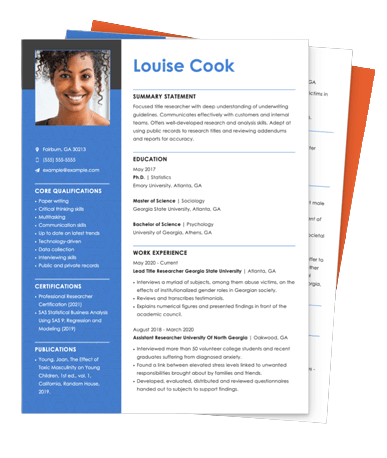 Louise Cook
Fairburn, GA 30213
(555) 555-5555
example@example.com
CORE QUALIFICATIONS
• Paper writing
• Critical thinking skills
• Multitasking
• Communication skills
• Up to date on latest trends
• Technology-driven
• Data collection
• Interviewing skills
• Public and private records
CERTIFICATIONS
• Professional Researcher
Certification (2021)
• SAS Statistical Business Analysis
Using SAS 9: Regression and
Modeling (2019)
PUBLICATIONS
• Young, Joan. The Effect
of Toxic Masculinity on Young
Children, 1st ed., vol. 1,
California, Random House,
2019.
SUMMARY STATEMENT
Focused title researcher with deep understanding of underwriting
guidelines. Communicates effectively with customers and internal
teams. Offers well-developed research and analysis skills. Adept at
using public records to research titles and reviewing addendums
and reports for accuracy.
EDUCATION
May 2017
Ph.D. | Statistics
Emory University, Atlanta, GA
Master of Science | Sociology
Georgia State University, Atlanta, GA
Bachelor of Science | Psychology
University of Georgia, Athens, GA
WORK EXPERIENCE
May 2020 - Current
Lead Title Researcher Georgia State University | Atlanta, GA
• Interviewed a myriad of subjects, among them abuse victims, on the
effects of institutionalized gender roles in Georgia society.
• Reviews and transcribes testimonials.
• Explains numerical figures and presented findings in front of the
academic council.
August 2018 - March 2020
Assistant Researcher University Of North Georgia | Oakwood, GA
• Interviewed more than 50 volunteer college students and recent
graduates suffering from diagnosed anxiety.
• Found a link between elevated stress levels linked to unwanted
responsibilities brought about by families and friends.
• Developed, evaluated, distributed and reviewed questionnaires
handed out to subjects to support findings.
GA
victims in
mate
of
societal
to